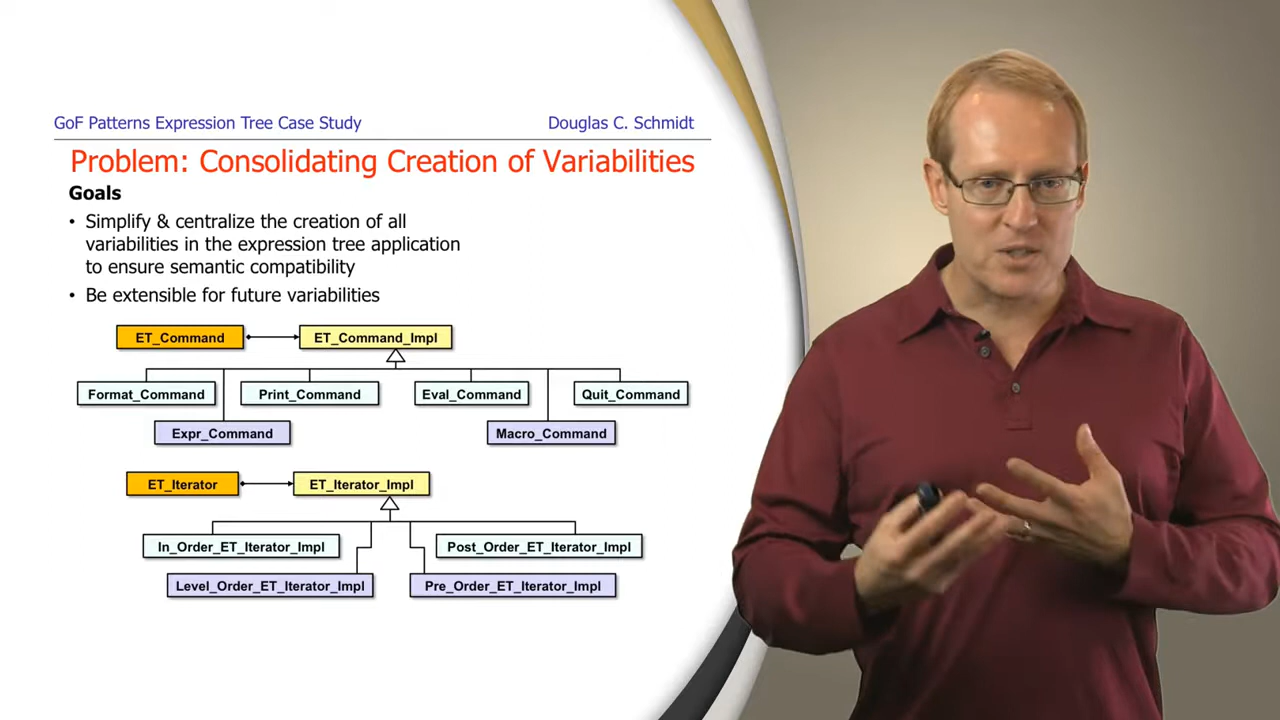 GoF Patterns Expression Tree Case Study
Douglas C. Schmidt
Problem: Consolidating Creation of Variabilities
Goals
• Simplify & centralize the creation of all
variabilities in the expression tree application
to ensure semantic compatibility
• Be extensible for future variabilities
ET_Command
ET_Command_Impl
Format_Command
Print_Command
Eval_Command
Quit_Command
Expr_Command
Macro_Command
ET_Iterator
ET_Iterator_Impl
In_Order_ET_Iterator_Impl
Post_Order_ET_Iterator_Impl
Level_Order_ET_Iterator_Impl
Pre_Order_ET_Iterator_Impl